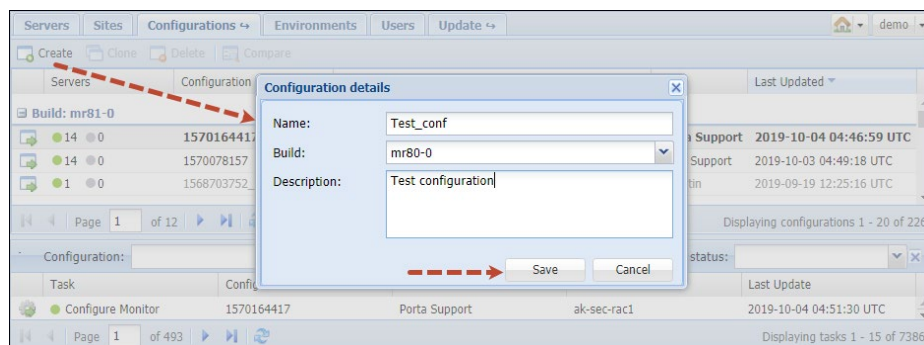 Servers Sites Configurations ↪ Environments Users Update ↪ demo
Create Clone Delete Compare
Servers Configuration Last Updated
Configuration details
Build: mr81-0
Name: Test_conf
14 0 1570164417 Support 2019-10-04 04:46:59 UTC
Build: mr80-0
14 0 1570078157 Support 2019-10-03 04:49:18 UTC
Description: Test configuration
1 0 1568703752_ tin 2019-09-19 12:25:16 UTC
Page 1 of 12 Displaying configurations 1 - 20 of 226
Configuration: status:
Save Cancel
Task Config Last Update
Configure Monitor 1570164417 Porta Support ak-sec-rac1 2019-10-04 04:51:30 UTC
Page 1 of 493 Displaying tasks 1 - 15 of 7386